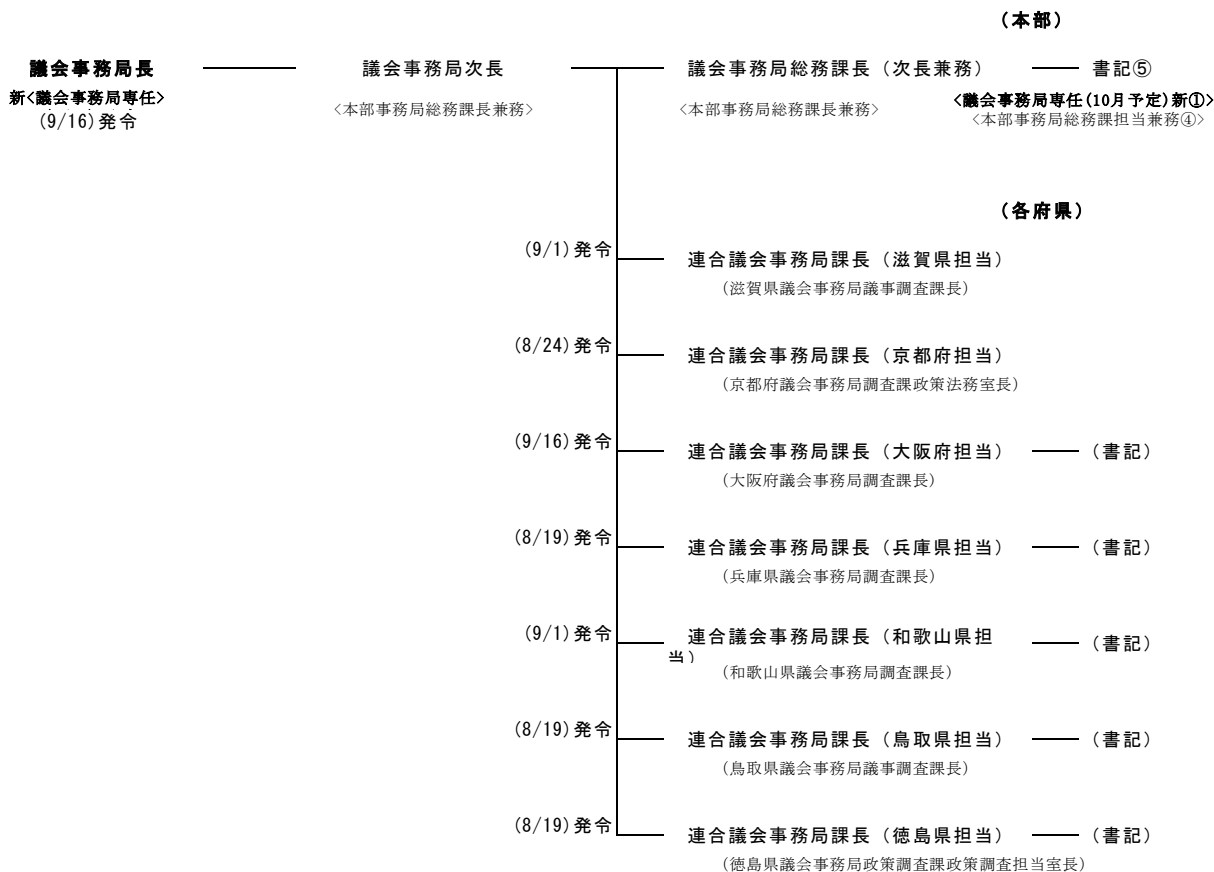 (本部)
議会事務局長 議会事務局次長 議会事務局総務課長(次長兼務) 書記⑤
新<議会事務局専任> <本部事務局総務課長兼務> <本部事務局総務課長兼務> <議会事務局専任(10月予定)新①>
(9/16)発令 <本部事務局総務課担当兼務④>
(各府県)
(9/1)発令 連合議会事務局課長(滋賀県担当)
(滋賀県議会事務局議事調査課長)
(8/24)発令 連合議会事務局課長(京都府担当)
(京都府議会事務局調査課政策法務室長)
(9/16)発令 連合議会事務局課長(大阪府担当) (書記)
(大阪府議会事務局調査課長)
(8/19)発令 連合議会事務局課長(兵庫県担当) (書記)
(兵庫県議会事務局調査課長)
(9/1)発令 連合議会事務局課長(和歌山県担 (書記)
当)
(和歌山県議会事務局調査課長)
(8/19)発令 連合議会事務局課長(鳥取県担当) (書記)
(鳥取県議会事務局議事調査課長)
(8/19)発令 連合議会事務局課長(徳島県担当) (書記)
(徳島県議会事務局政策調査課政策調査担当室長)